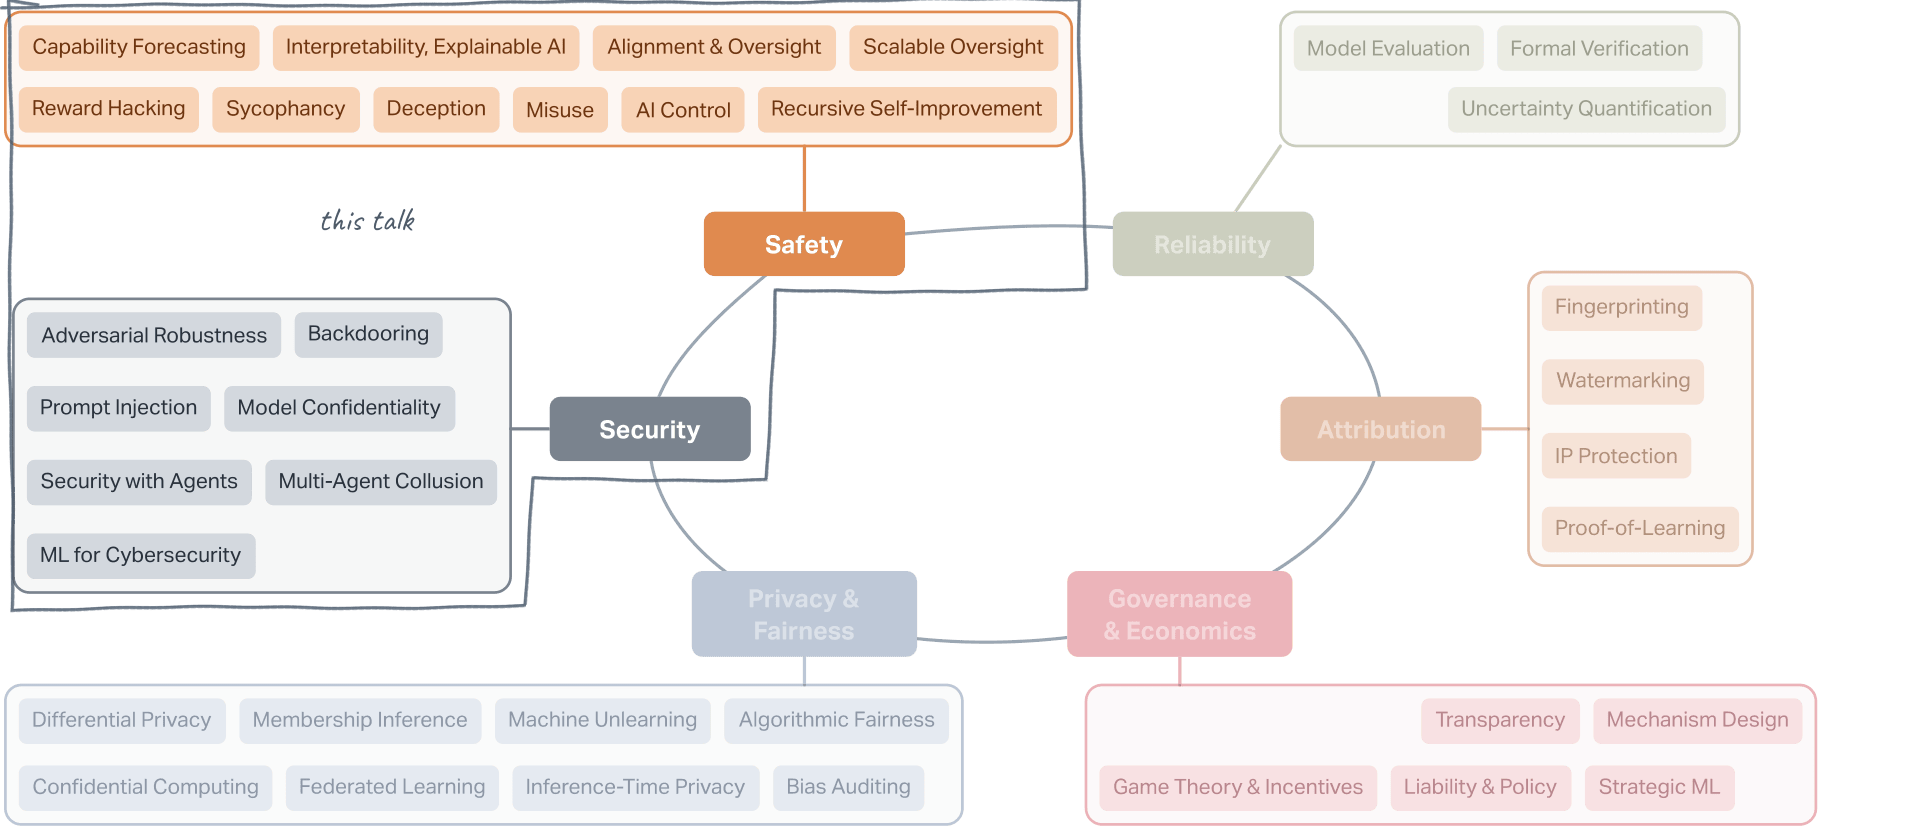 Capability Forecasting
Interpretability, Explainable AI
Alignment & Oversight
Scalable Oversight
Reward Hacking
Sycophancy
Deception
Misuse
AI Control
Recursive Self-Improvement
Model Evaluation
Formal Verification
Uncertainty Quantification
this talk
Safety
Reliability
Adversarial Robustness
Backdooring
Prompt Injection
Model Confidentiality
Security with Agents
Multi-Agent Collusion
ML for Cybersecurity
Security
Attribution
Fingerprinting
Watermarking
IP Protection
Proof-of-Learning
Privacy &
Fairness
Governance
& Economics
Differential Privacy
Membership Inference
Machine Unlearning
Algorithmic Fairness
Confidential Computing
Federated Learning
Inference-Time Privacy
Bias Auditing
Transparency
Mechanism Design
Game Theory & Incentives
Liability & Policy
Strategic ML